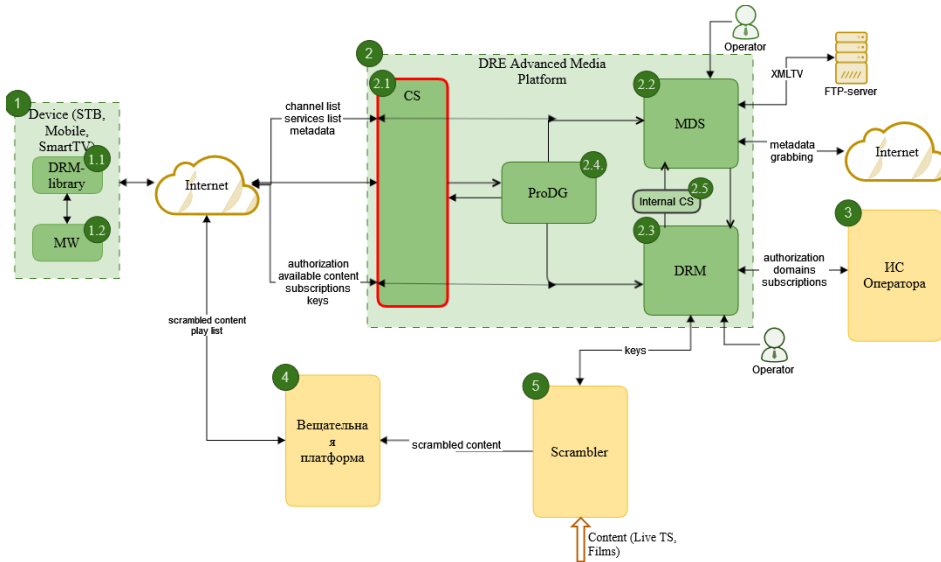 1
Device (STB,
Mobile,
SmartTV)
1.1
DRM-
library
1.2
MW
Internet
channel list
services list
metadata
authorization
available content
subscriptions
keys
scrambled content
play list
2
DRE Advanced Media
Platform
2.1
CS
2.2
MDS
2.4.
ProDG
2.5
Internal CS
2.3
DRM
Operator
XMLTV
FTP-server
metadata
grabbing
Internet
3
ИС
Оператора
authorization
domains
subscriptions
Operator
keys
4
Вещательна
я
платформа
scrambled content
5
Scrambler
Content (Live TS,
Films)